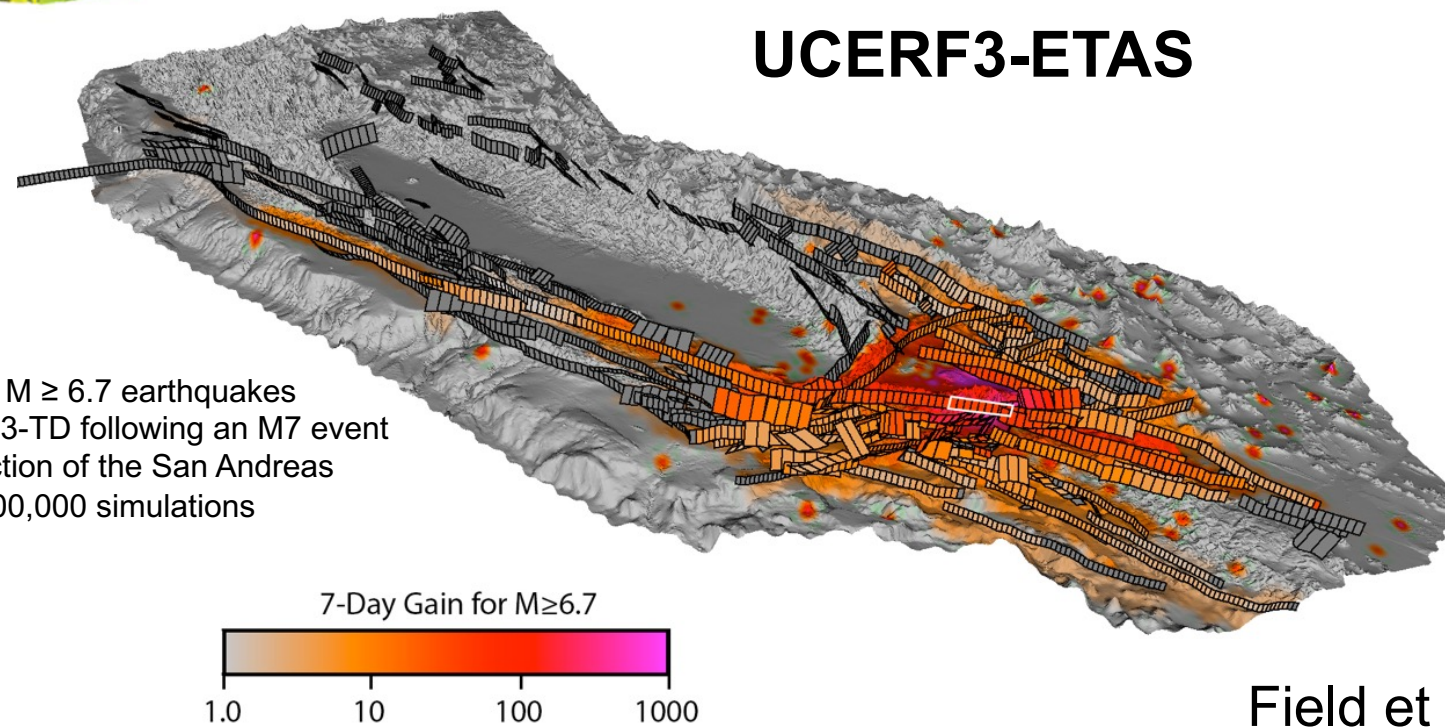 UCERF3-ETAS
M ≥ 6.7 earthquakes
3-TD following an M7 event
ction of the San Andreas
00,000 simulations
7-Day Gain for M≥6.7
1.0 10 100 1000
Field et